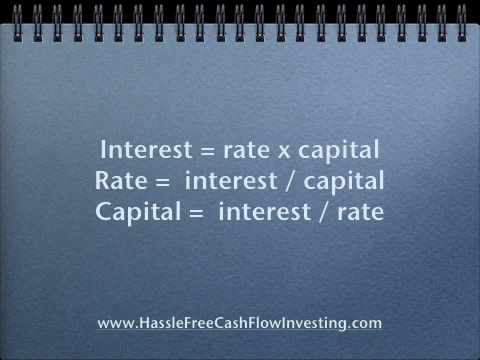 Interest = rate x capital
Rate =  interest / capital
Capital =  interest / rate
www.HassleFreeCashFlowInvesting.com